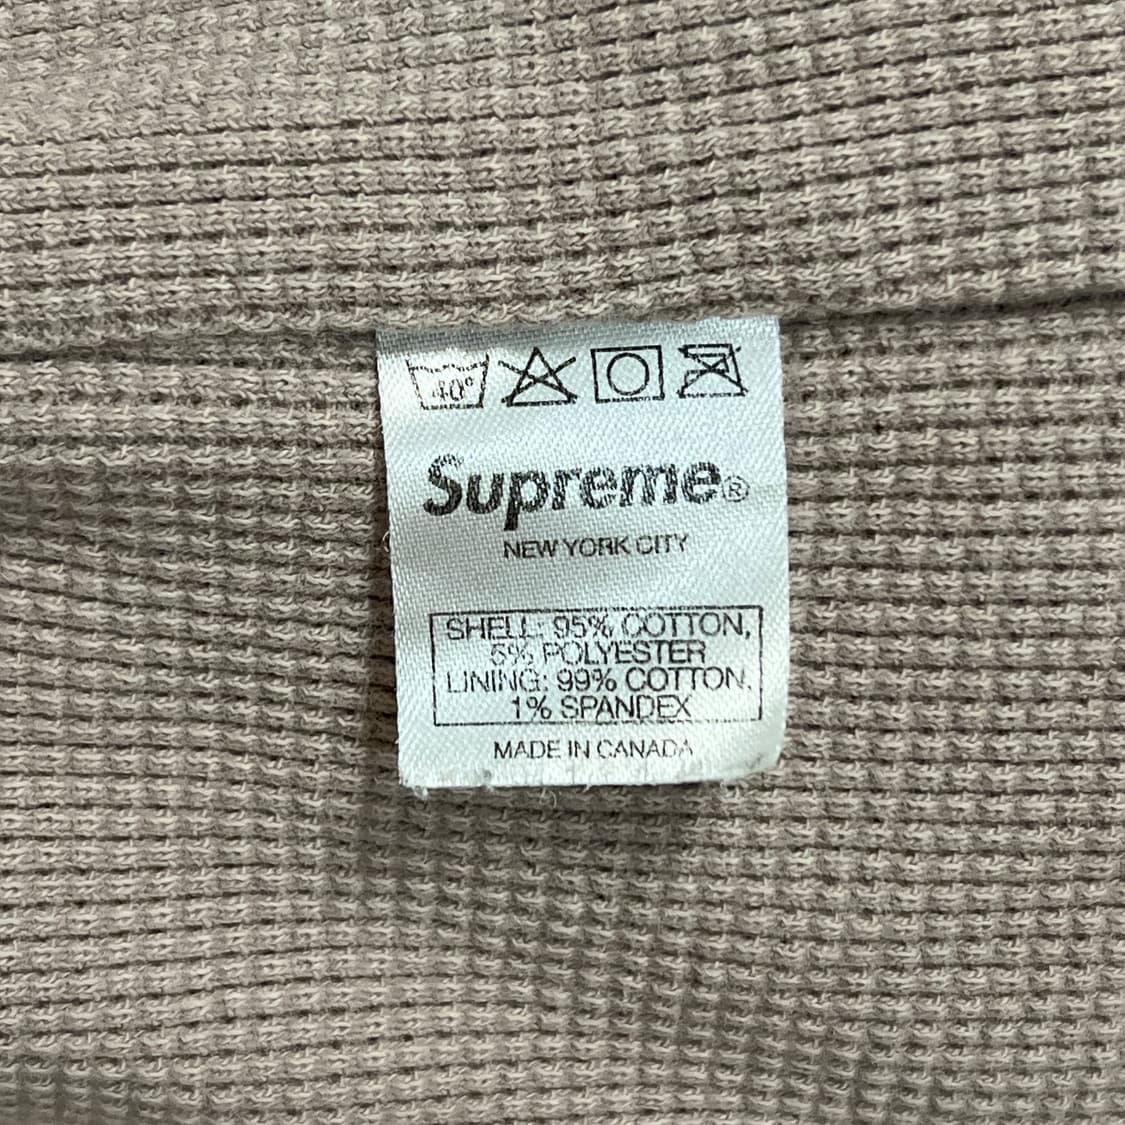 40°
Supreme®
NEW YORK CITY
SHELL: 95% COTTON,
5% POLYESTER
LINING: 99% COTTON,
1% SPANDEX
MADE IN CANADA